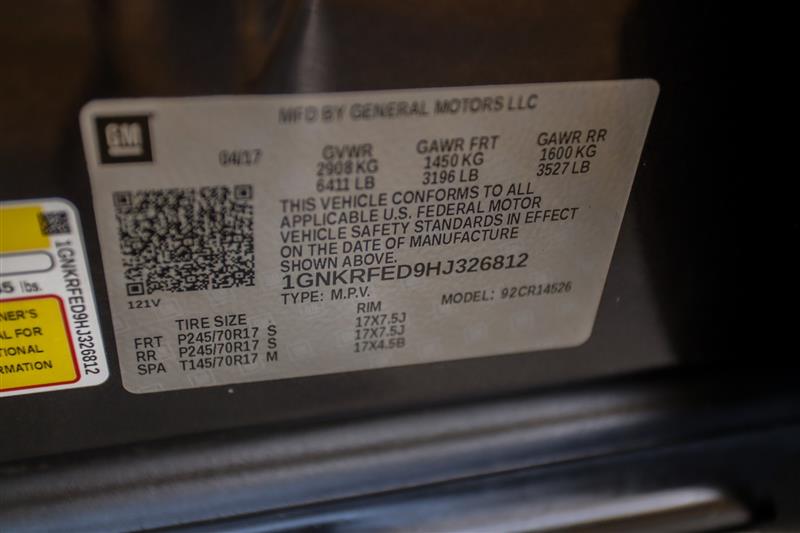 MFD BY GENERAL MOTORS LLC
GM
04/17
GVWR GAWR FRT GAWR RR
2908 KG 1450 KG 1600 KG
6411 LB 3196 LB 3527 LB
THIS VEHICLE CONFORMS TO ALL
APPLICABLE U.S. FEDERAL MOTOR
VEHICLE SAFETY STANDARDS IN EFFECT
ON THE DATE OF MANUFACTURE
SHOWN ABOVE.
1GNKRFED9HJ326812
TYPE: M.P.V. MODEL: 92CR14526
121V
TIRE SIZE RIM
FRT P245/70R17 S 17X7.5J
RR P245/70R17 S 17X7.5J
SPA T145/70R17 M 17X4.5B
1GNKRFED9HJ326812
lbs.
NER'S
AL FOR
TIONAL
RMATION